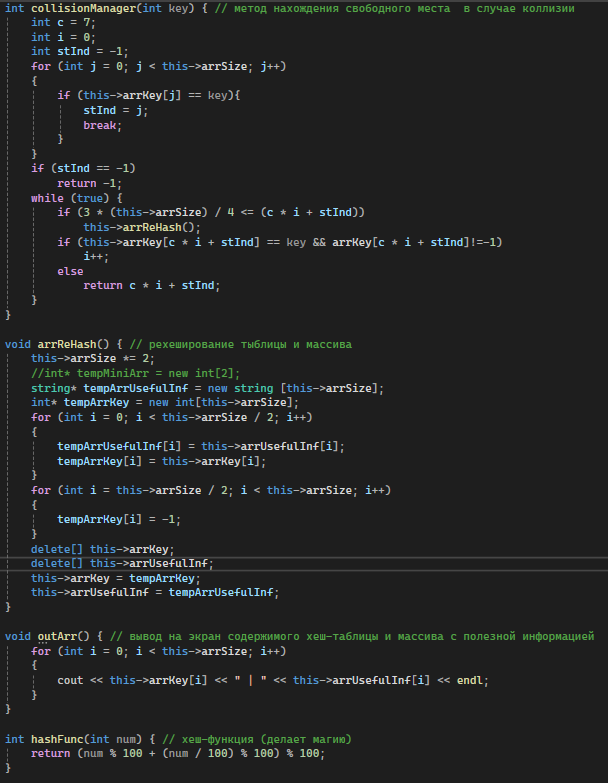 int collisionManager(int key) { // метод нахождения свободного места  в случае коллизии
    int c = 7;
    int i = 0;
    int stInd = -1;
    for (int j = 0; j < this->arrSize; j++)
    {
        if (this->arrKey[j] == key){
            stInd = j;
            break;
        }
    }
    if (stInd == -1)
        return -1;
    while (true) {
        if (3 * (this->arrSize) / 4 <= (c * i + stInd))
            this->arrReHash();
        if (this->arrKey[c * i + stInd] == key && arrKey[c * i + stInd]!=-1)
            i++;
        else
            return c * i + stInd;
    }
}

void arrReHash() { // рехеширование тыблицы и массива
    this->arrSize *= 2;
    //int* tempMiniArr = new int[2];
    string* tempArrUsefulInf = new string [this->arrSize];
    int* tempArrKey = new int[this->arrSize];
    for (int i = 0; i < this->arrSize / 2; i++)
    {
        tempArrUsefulInf[i] = this->arrUsefulInf[i];
        tempArrKey[i] = this->arrKey[i];
    }
    for (int i = this->arrSize / 2; i < this->arrSize; i++)
    {
        tempArrKey[i] = -1;
    }
    delete[] this->arrKey;
    delete[] this->arrUsefulInf;
    this->arrKey = tempArrKey;
    this->arrUsefulInf = tempArrUsefulInf;
}

void outArr() { // вывод на экран содержимого хеш-таблицы и массива с полезной информацией
    for (int i = 0; i < this->arrSize; i++)
    {
        cout << this->arrKey[i] << " | " << this->arrUsefulInf[i] << endl;
    }
}

int hashFunc(int num) { // хеш-функция (делает магию)
    return (num % 100 + (num / 100) % 100) % 100;
}